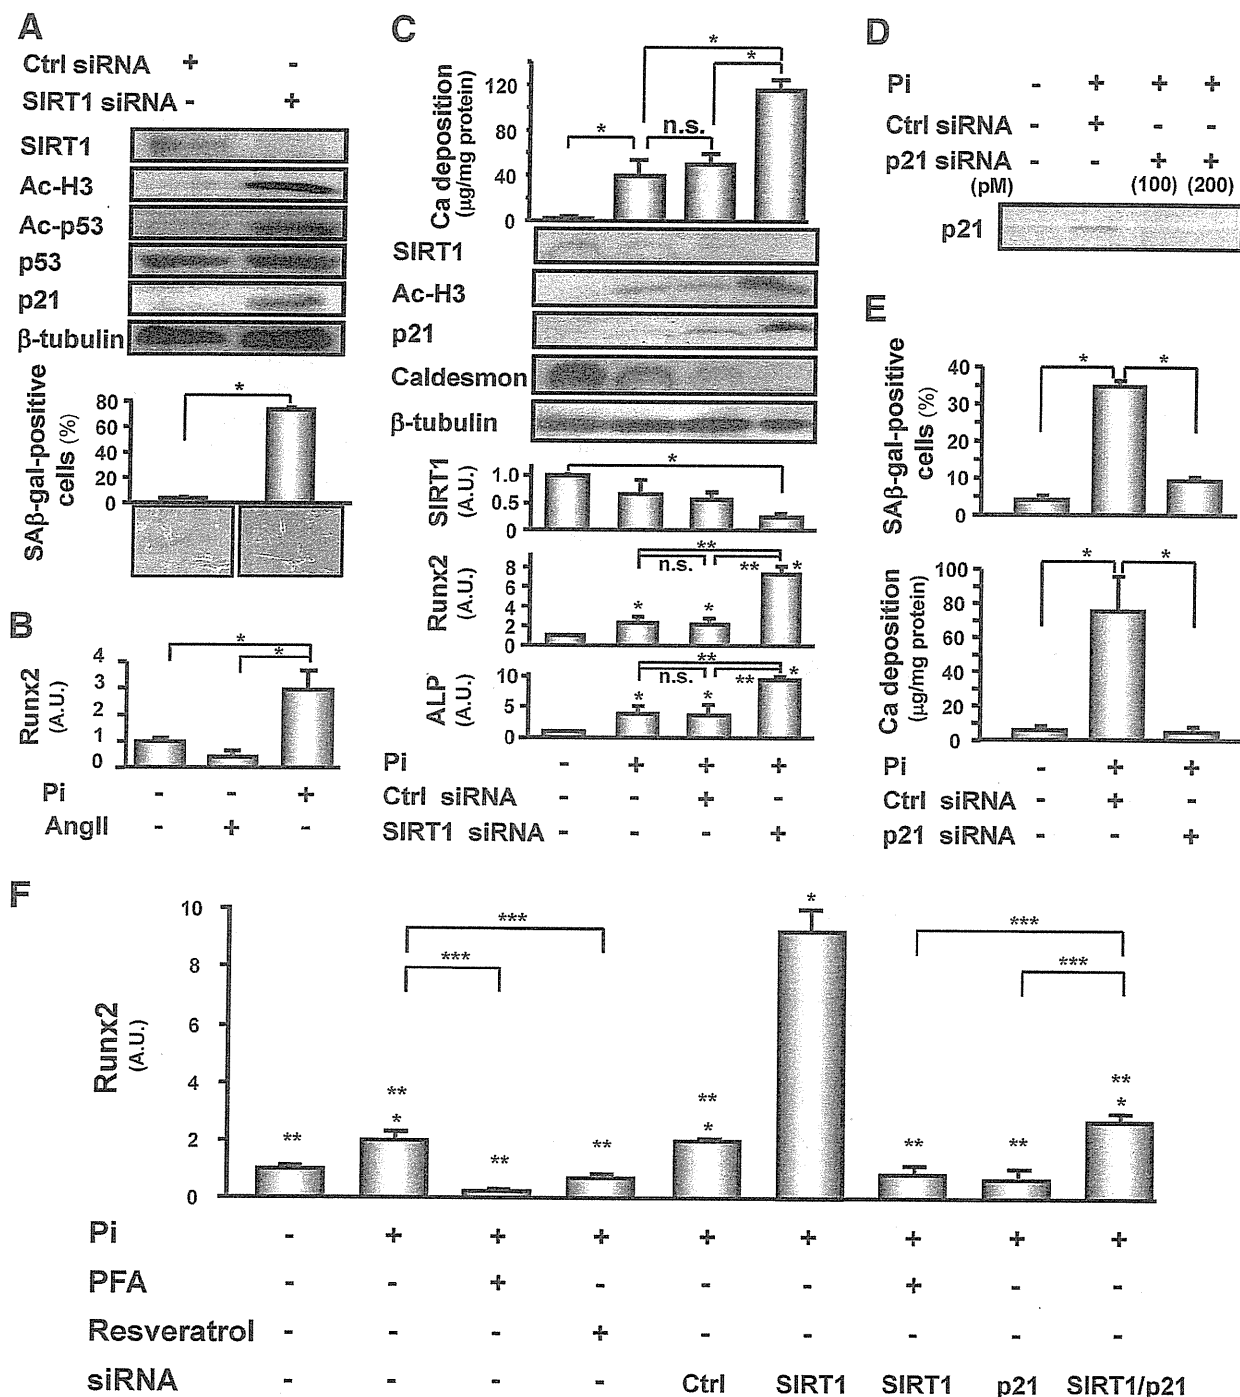 A
Ctrl siRNA + -
SIRT1 siRNA - +
SIRT1
Ac-H3
Ac-p53
p53
p21
β-tubulin
SAβ-gal-positive
cells (%)
80
60
40
20
0
*
B
Runx2
(A.U.)
4
3
2
1
0
*
*
Pi - - +
AngII - + -
C
Ca deposition
(μg/mg protein)
120
80
40
0
*
*
*
n.s.
SIRT1
Ac-H3
p21
Caldesmon
β-tubulin
SIRT1
(A.U.)
1.0
0.5
0
*
Runx2
(A.U.)
8
6
4
2
0
**
n.s.
** *
* *
ALP
(A.U.)
10
5
0
**
n.s.
** *
* *
Pi - + + +
Ctrl siRNA - - + -
SIRT1 siRNA - - - +
D
Pi - + + +
Ctrl siRNA - + - -
p21 siRNA - - + +
(pM) (100) (200)
p21
E
SAβ-gal-positive
cells (%)
40
30
20
10
0
* *
Ca deposition
(μg/mg protein)
100
80
60
40
20
0
* *
Pi - + +
Ctrl siRNA - + -
p21 siRNA - - +
F
Runx2
(A.U.)
10
8
6
4
2
0
***
***
*
***
***
** ** ** ** ** ** ** **
* * *
Pi - + + + + + + + +
PFA - - + - - - + - -
Resveratrol - - - + - - - - -
siRNA - - - - Ctrl SIRT1 SIRT1 p21 SIRT1/p21